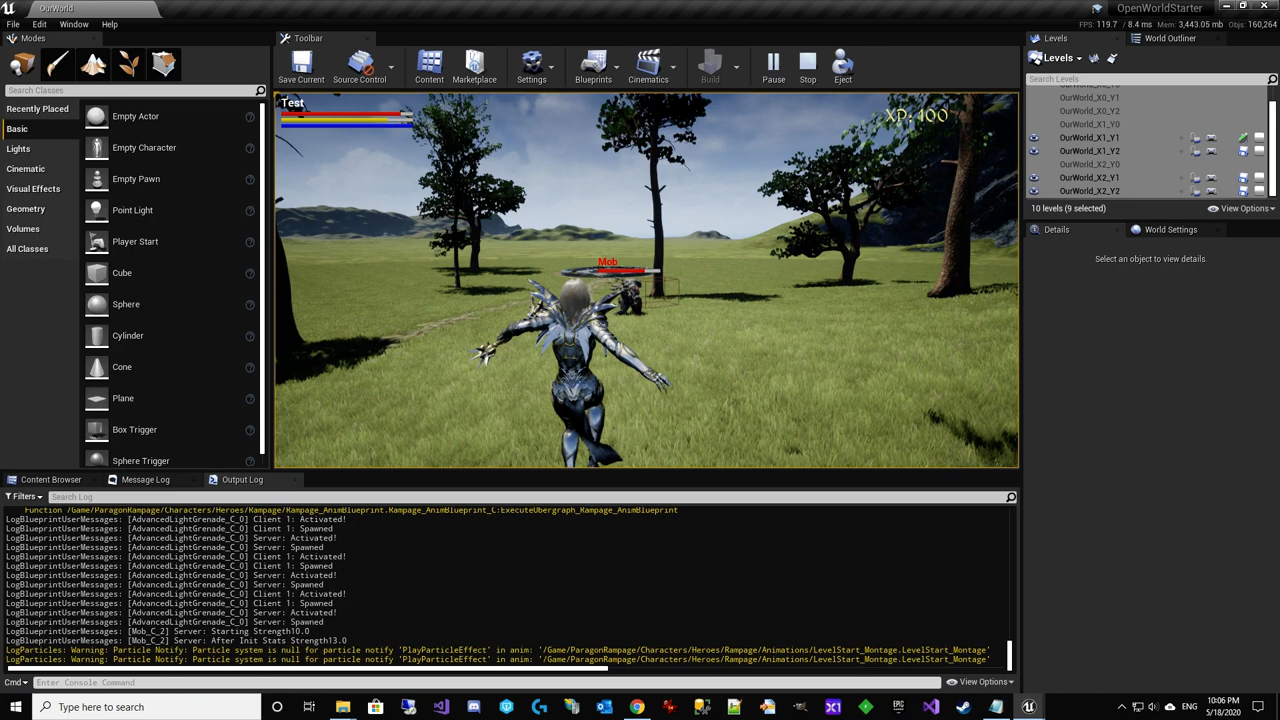 OurWorld
OpenWorldStarter
File Edit Window Help
FPS: 119.7 / 8.4 ms Mem: 3,443.05 mb Objs: 160,264
Modes
Toolbar
Levels
World Outliner
Save Current
Source Control
Content
Marketplace
Settings
Blueprints
Cinematics
Build
Pause
Stop
Eject
Levels
Search Classes
Search Levels
Recently Placed
Basic
Lights
Cinematic
Visual Effects
Geometry
Volumes
All Classes
Empty Actor
Empty Character
Empty Pawn
Point Light
Player Start
Cube
Sphere
Cylinder
Cone
Plane
Box Trigger
Sphere Trigger
Test
XP: 100
Mob
OurWorld_X0_Y1
OurWorld_X0_Y2
OurWorld_X1_Y0
OurWorld_X1_Y1
OurWorld_X1_Y2
OurWorld_X2_Y0
OurWorld_X2_Y1
OurWorld_X2_Y2
10 levels (9 selected)
View Options
Details
World Settings
Select an object to view details.
Content Browser
Message Log
Output Log
Filters
Search Log
Function /Game/ParagonRampage/Characters/Heroes/Rampage/Rampage_AnimBlueprint.Rampage_AnimBlueprint_C:ExecuteUbergraph_Rampage_AnimBlueprint
LogBlueprintUserMessages: [AdvancedLightGrenade_C_0] Client 1: Activated!
LogBlueprintUserMessages: [AdvancedLightGrenade_C_0] Client 1: Spawned
LogBlueprintUserMessages: [AdvancedLightGrenade_C_0] Server: Activated!
LogBlueprintUserMessages: [AdvancedLightGrenade_C_0] Server: Spawned
LogBlueprintUserMessages: [AdvancedLightGrenade_C_0] Client 1: Activated!
LogBlueprintUserMessages: [AdvancedLightGrenade_C_0] Client 1: Spawned
LogBlueprintUserMessages: [AdvancedLightGrenade_C_0] Server: Activated!
LogBlueprintUserMessages: [AdvancedLightGrenade_C_0] Server: Spawned
LogBlueprintUserMessages: [AdvancedLightGrenade_C_0] Client 1: Activated!
LogBlueprintUserMessages: [AdvancedLightGrenade_C_0] Client 1: Spawned
LogBlueprintUserMessages: [AdvancedLightGrenade_C_0] Server: Activated!
LogBlueprintUserMessages: [AdvancedLightGrenade_C_0] Server: Spawned
LogBlueprintUserMessages: [Mob_C_2] Server: Starting Strength10.0
LogBlueprintUserMessages: [Mob_C_2] Server: After Init Stats Strength13.0
LogParticles: Warning: Particle Notify: Particle system is null for particle notify 'PlayParticleEffect' in anim: '/Game/ParagonRampage/Characters/Heroes/Rampage/Animations/LevelStart_Montage.LevelStart_Montage'
LogParticles: Warning: Particle Notify: Particle system is null for particle notify 'PlayParticleEffect' in anim: '/Game/ParagonRampage/Characters/Heroes/Rampage/Animations/LevelStart_Montage.LevelStart_Montage'
Cmd
Enter Console Command
View Options
Type here to search
10:06 PM
5/18/2020